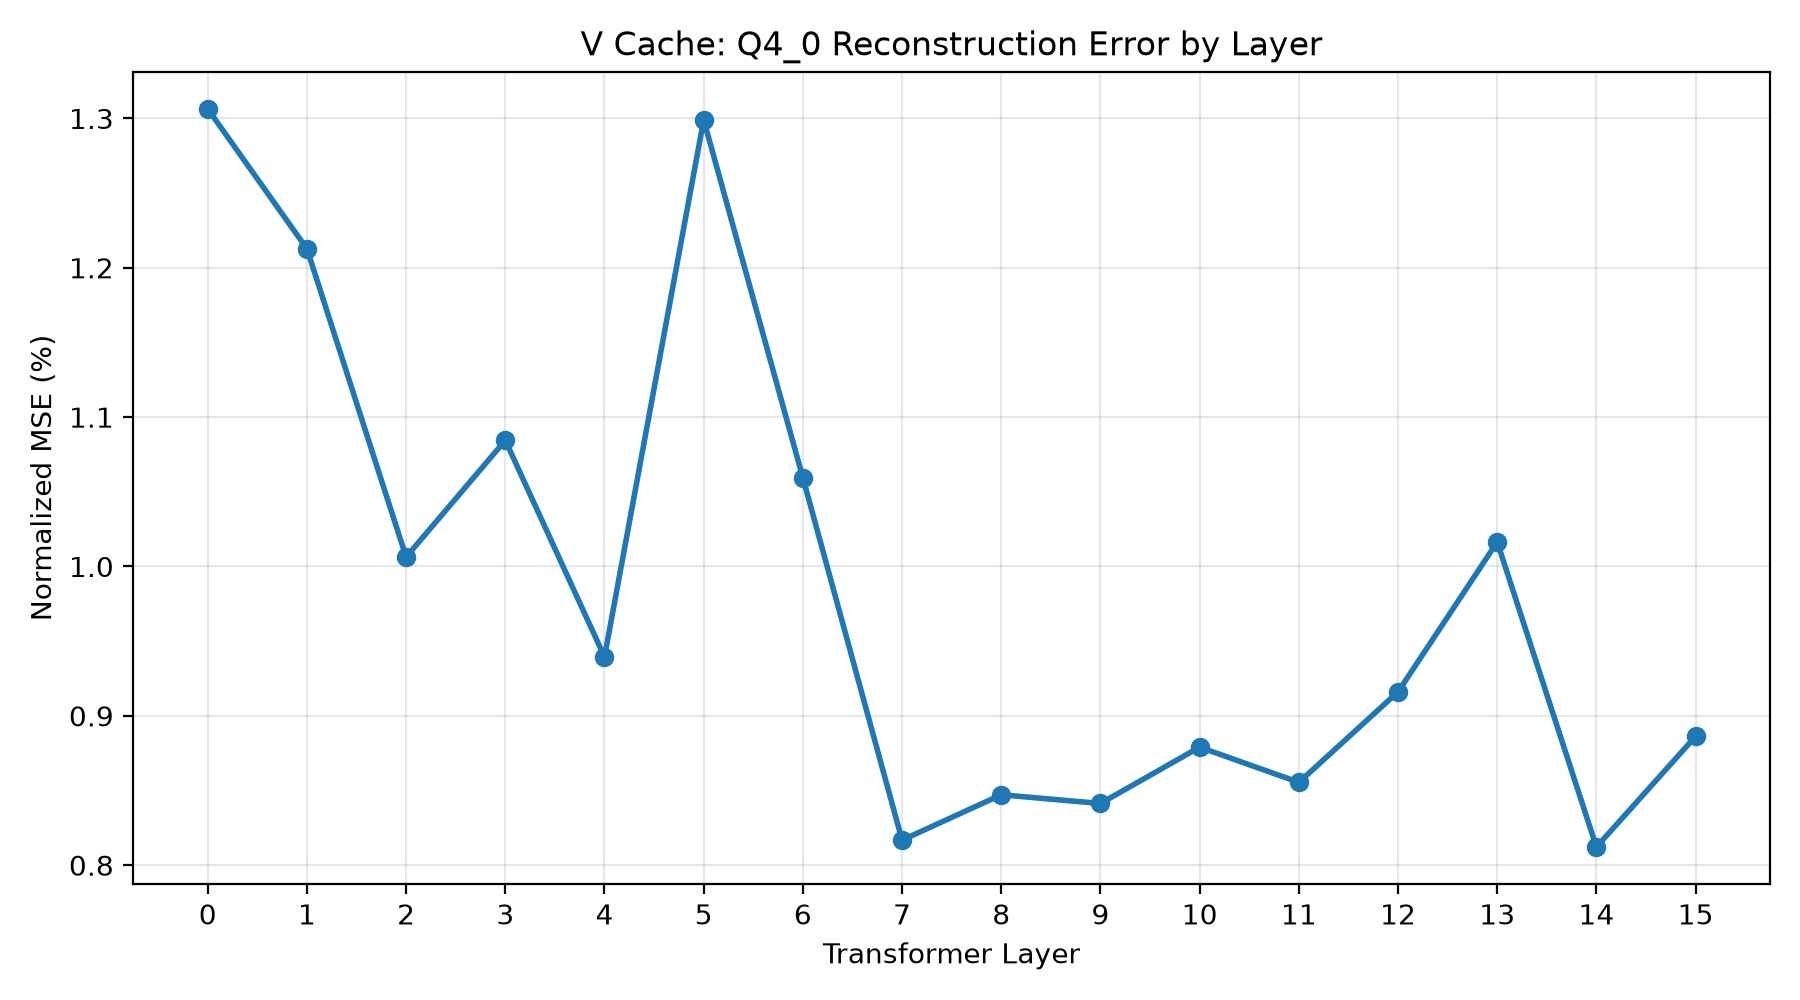 V Cache: Q4_0 Reconstruction Error by Layer
Normalized MSE (%)
1.3
1.2
1.1
1.0
0.9
0.8
0 1 2 3 4 5 6 7 8 9 10 11 12 13 14 15
Transformer Layer